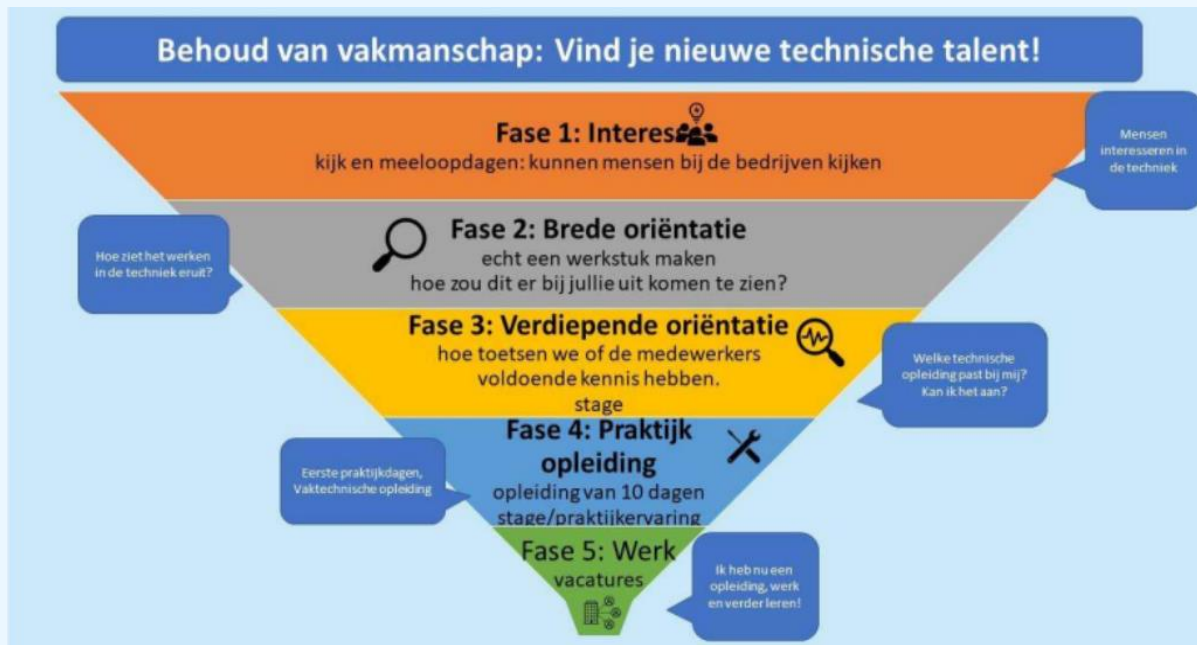 Behoud van vakmanschap: Vind je nieuwe technische talent!
Fase 1: Interes
kijk en meeloopdagen: kunnen mensen bij de bedrijven kijken
Mensen
interesseren in
de techniek
Fase 2: Brede oriëntatie
echt een werkstuk maken
hoe zou dit er bij jullie uit komen te zien?
Hoe ziet het werken
in de techniek eruit?
Fase 3: Verdiepende oriëntatie
hoe toetsen we of de medewerkers
voldoende kennis hebben.
stage
Welke technische
opleiding past bij mij?
Kan ik het aan?
Fase 4: Praktijk
opleiding
opleiding van 10 dagen
stage/praktijkervaring
Eerste praktijkdagen,
Vaktechnische opleiding
Fase 5: Werk
vacatures
Ik heb nu een
opleiding, werk
en verder leren!